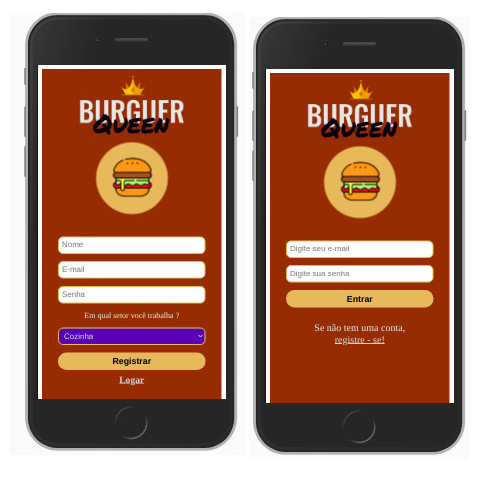 BURGUER
QUEEN
Nome
E-mail
Senha
Em qual setor você trabalha ?
Cozinha
Registrar
Logar
BURGUER
QUEEN
Digite seu e-mail
Digite sua senha
Entrar
Se não tem uma conta,
registre - se!